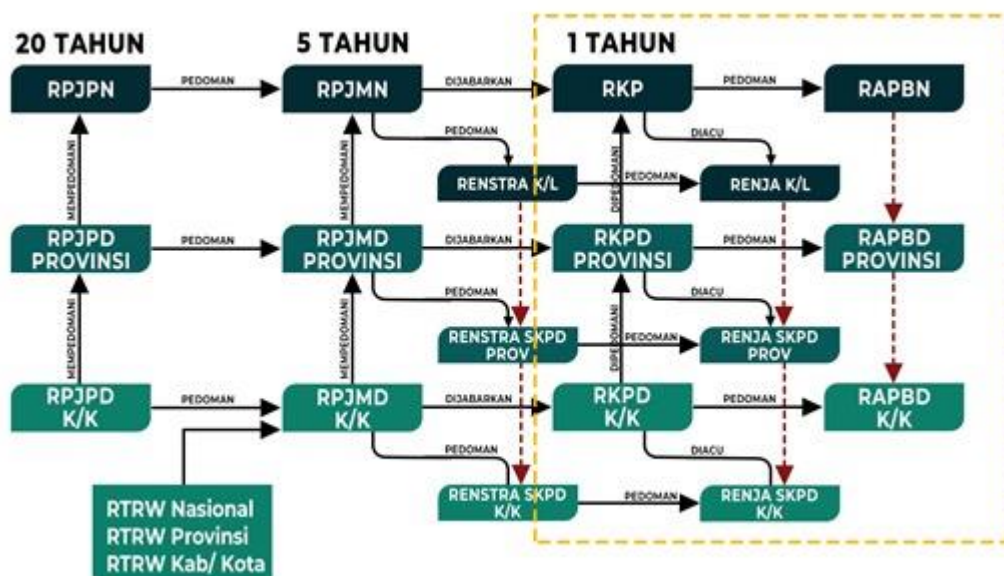 20 TAHUN
5 TAHUN
1 TAHUN
RPJPN
PEDOMAN
RPJMN
DIJABARKAN
RKP
PEDOMAN
RAPBN
PEDOMAN
DIACU
MEMPEDOMANI
MEMPEDOMANI
DIPEDOMANI
RENSTRA K/L
PEDOMAN
RENJA K/L
RPJPD
PROVINSI
PEDOMAN
RPJMD
PROVINSI
DIJABARKAN
RKPD
PROVINSI
PEDOMAN
RAPBD
PROVINSI
PEDOMAN
DIACU
MEMPEDOMANI
MEMPEDOMANI
DIPEDOMANI
RENSTRA SKPD
PROV
PEDOMAN
RENJA SKPD
PROV
RPJPD
K/K
PEDOMAN
RPJMD
K/K
DIJABARKAN
RKPD
K/K
PEDOMAN
RAPBD
K/K
PEDOMAN
DIACU
RENSTRA SKPD
K/K
PEDOMAN
RENJA SKPD
K/K
RTRW Nasional
RTRW Provinsi
RTRW Kab/ Kota